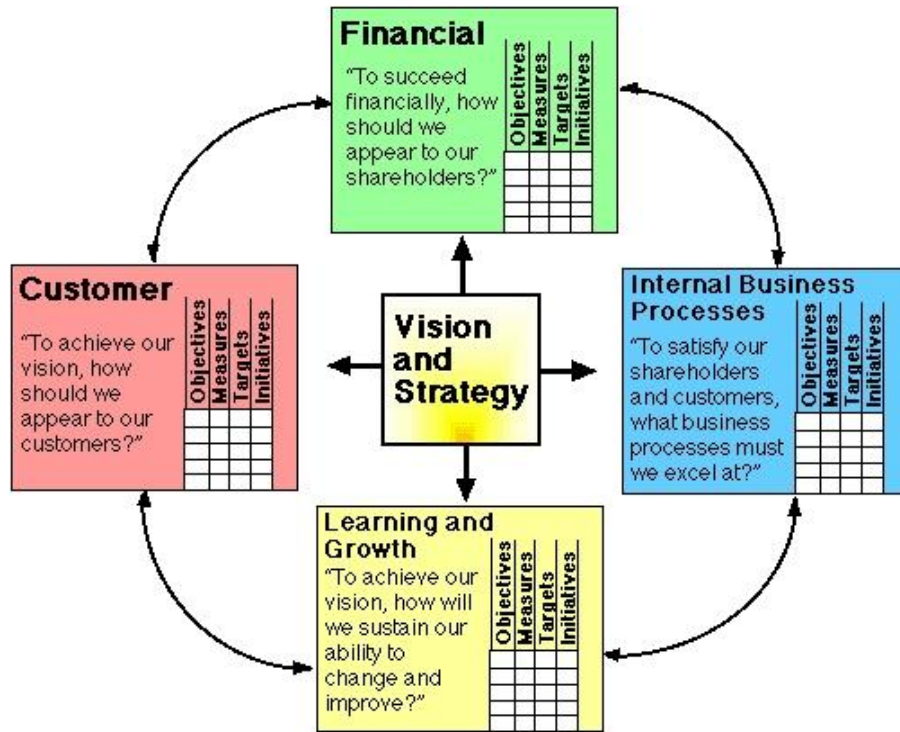 Financial
“To succeed
financially, how
should we
appear to our
shareholders?”
Objectives
Measures
Targets
Initiatives
Customer
“To achieve our
vision, how
should we
appear to our
customers?”
Objectives
Measures
Targets
Initiatives
Vision
and
Strategy
Internal Business
Processes
“To satisfy our
shareholders
and customers,
what business
processes must
we excel at?”
Objectives
Measures
Targets
Initiatives
Learning and
Growth
“To achieve our
vision, how will
we sustain our
ability to
change and
improve?”
Objectives
Measures
Targets
Initiatives